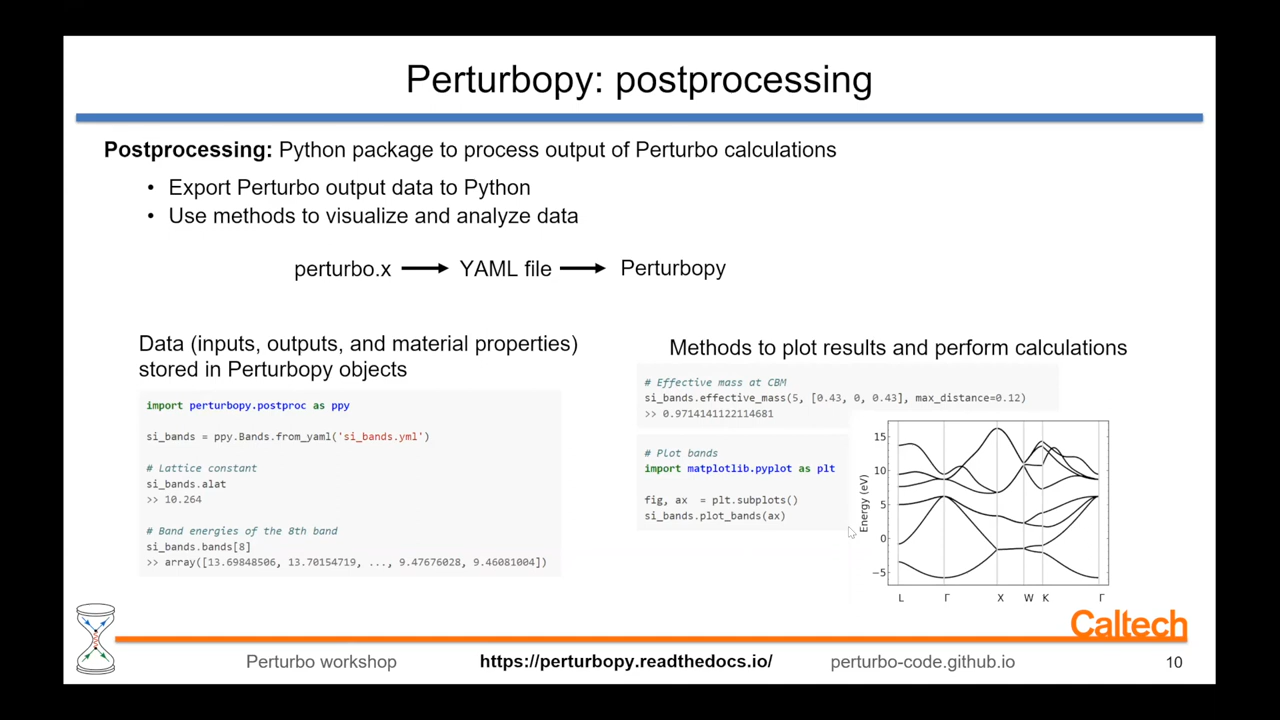 Perturbopy: postprocessing
Postprocessing: Python package to process output of Perturbo calculations
• Export Perturbo output data to Python
• Use methods to visualize and analyze data
perturbo.x → YAML file → Perturbopy
Data (inputs, outputs, and material properties)
stored in Perturbopy objects
import perturbopy.postproc as ppy
si_bands = ppy.Bands.from_yaml('si_bands.yml')
# Lattice constant
si_bands.alat
>> 10.264
# Band energies of the 8th band
si_bands.bands[8]
>> array([13.69848506, 13.70154719, ..., 9.47676028, 9.46081004])
Methods to plot results and perform calculations
# Effective mass at CBM
si_bands.effective_mass(5, [0.43, 0, 0.43], max_distance=0.12)
>> 0.9714141122114681
# Plot bands
import matplotlib.pyplot as plt
fig, ax  = plt.subplots()
si_bands.plot_bands(ax)
Energy (eV)
15
10
5
0
−5
L Γ X W K Γ
Caltech
Perturbo workshop https://perturbopy.readthedocs.io/ perturbo-code.github.io 10